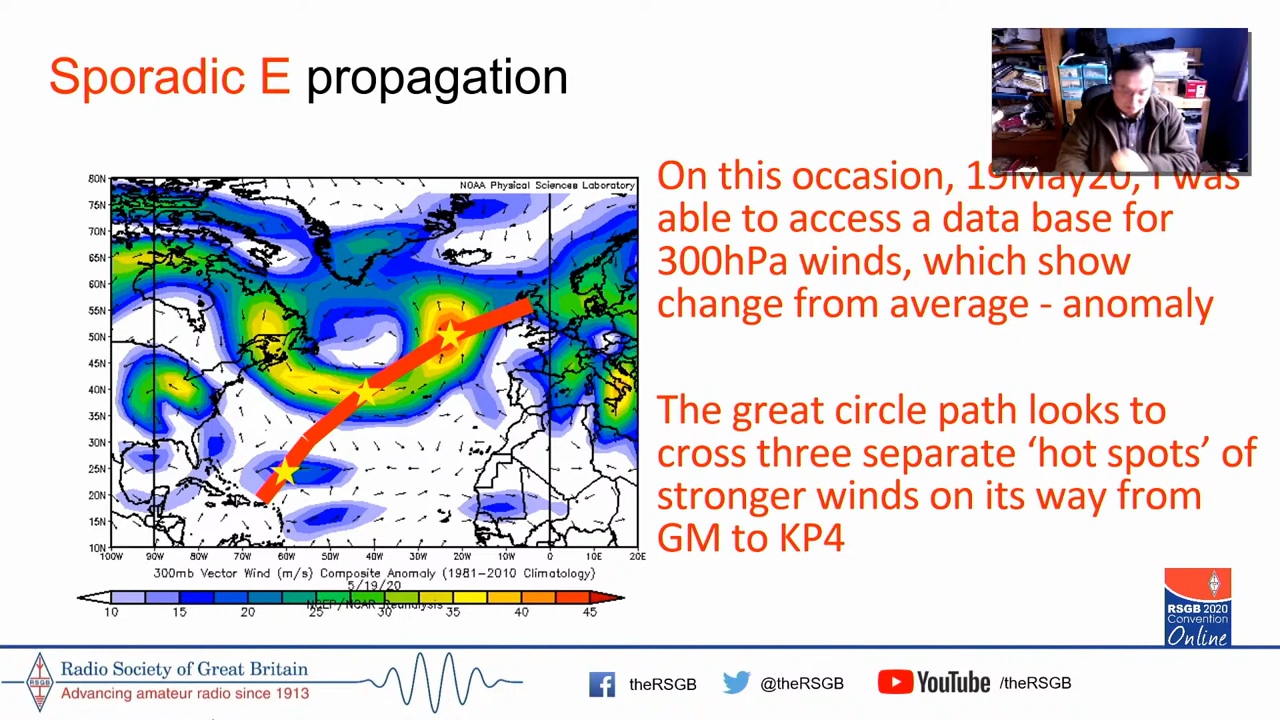 Sporadic E propagation
NOAA Physical Sciences Laboratory
80N
75N
70N
65N
60N
55N
50N
45N
40N
35N
30N
25N
20N
15N
10N
100W 90W 80W 70W 60W 50W 40W 30W 20W 10W 0 10E 20E
300mb Vector Wind (m/s) Composite Anomaly (1981-2010 Climatology)
5/19/20
NCEP/NCAR Reanalysis
10 15 20 25 30 35 40 45
On this occasion, 19May20, I was
able to access a data base for
300hPa winds, which show
change from average - anomaly
The great circle path looks to
cross three separate ‘hot spots’ of
stronger winds on its way from
GM to KP4
RSGB 2020
Convention
Online
RSGB
Radio Society of Great Britain
Advancing amateur radio since 1913
theRSGB
@theRSGB
YouTube /theRSGB